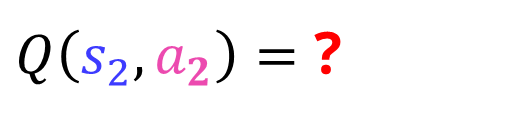 Q(s₂, a₂) = ?